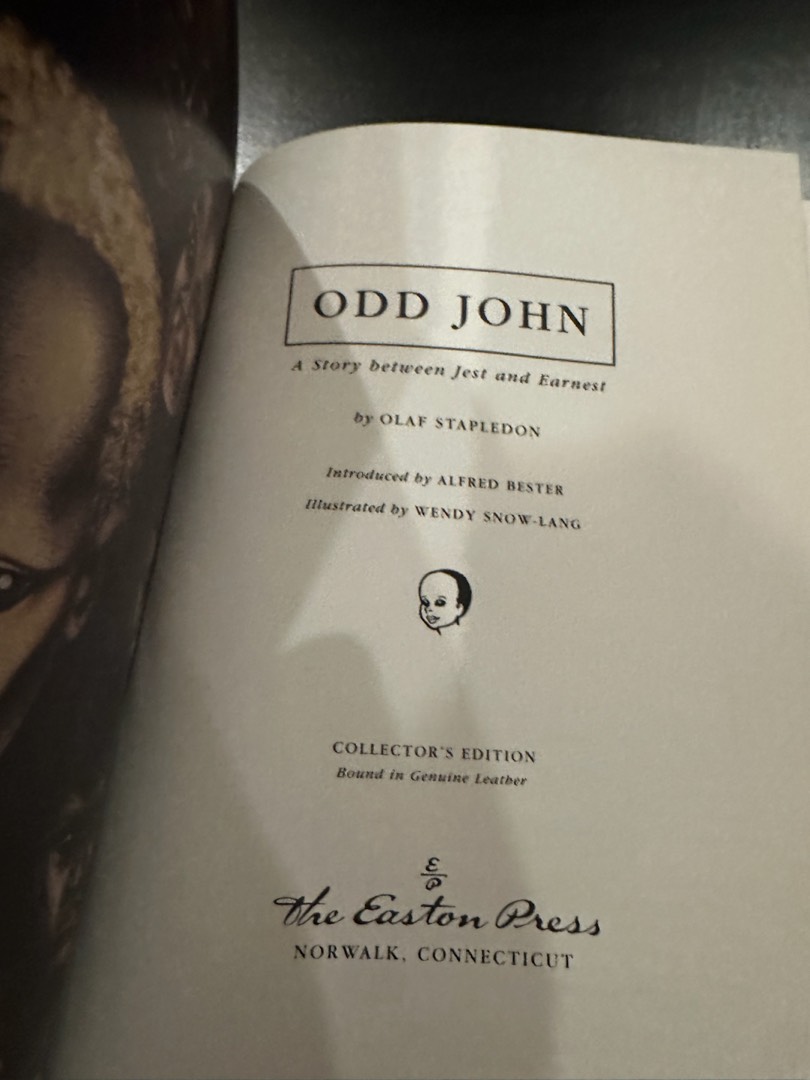 ODD JOHN
A Story between Jest and Earnest
by OLAF STAPLEDON
Introduced by ALFRED BESTER
Illustrated by WENDY SNOW-LANG
COLLECTOR'S EDITION
Bound in Genuine Leather
E
P
The Easton Press
NORWALK, CONNECTICUT